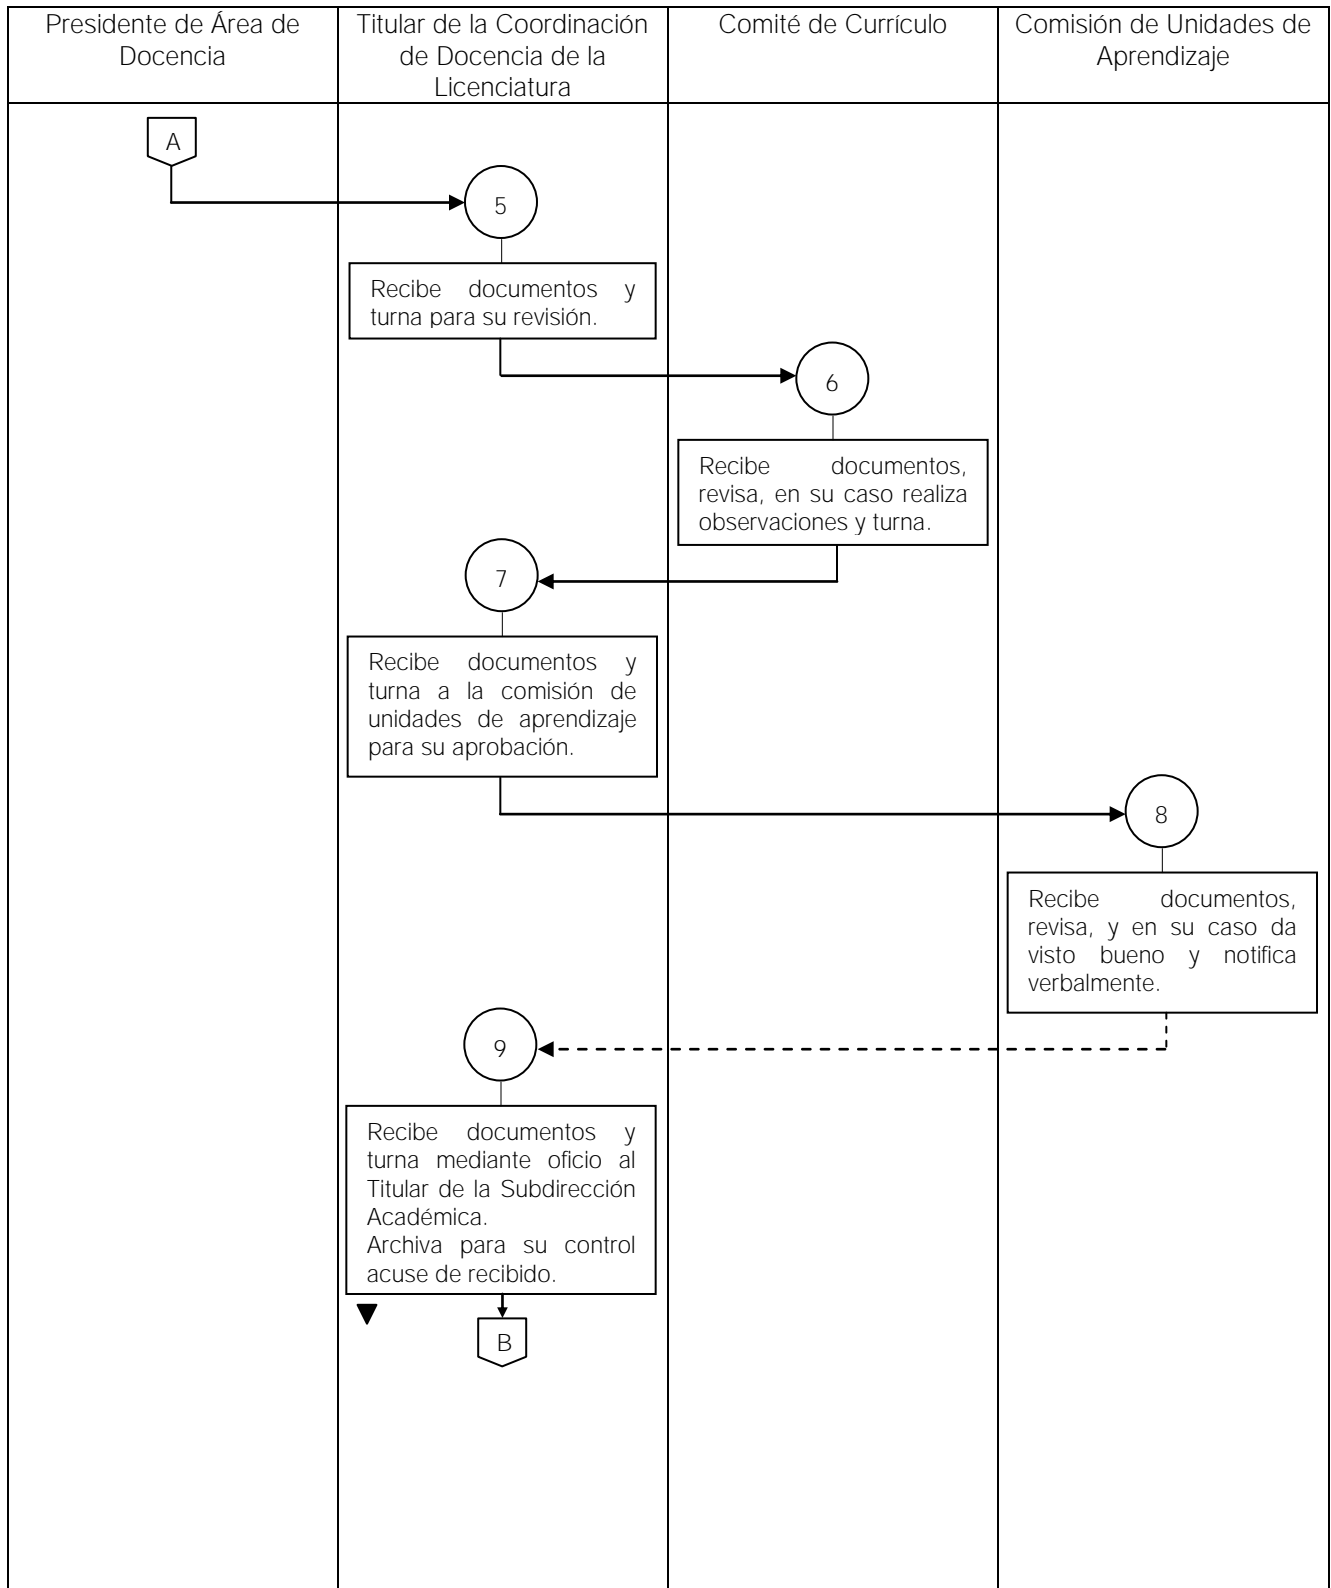 Presidente de Área de
Docencia
Titular de la Coordinación
de Docencia de la
Licenciatura
Comité de Currículo
Comisión de Unidades de
Aprendizaje
A
5
Recibe documentos y
turna para su revisión.
6
Recibe documentos,
revisa, en su caso realiza
observaciones y turna.
7
Recibe documentos y
turna a la comisión de
unidades de aprendizaje
para su aprobación.
8
Recibe documentos,
revisa, y en su caso da
visto bueno y notifica
verbalmente.
9
Recibe documentos y
turna mediante oficio al
Titular de la Subdirección
Académica.
Archiva para su control
acuse de recibido.
B